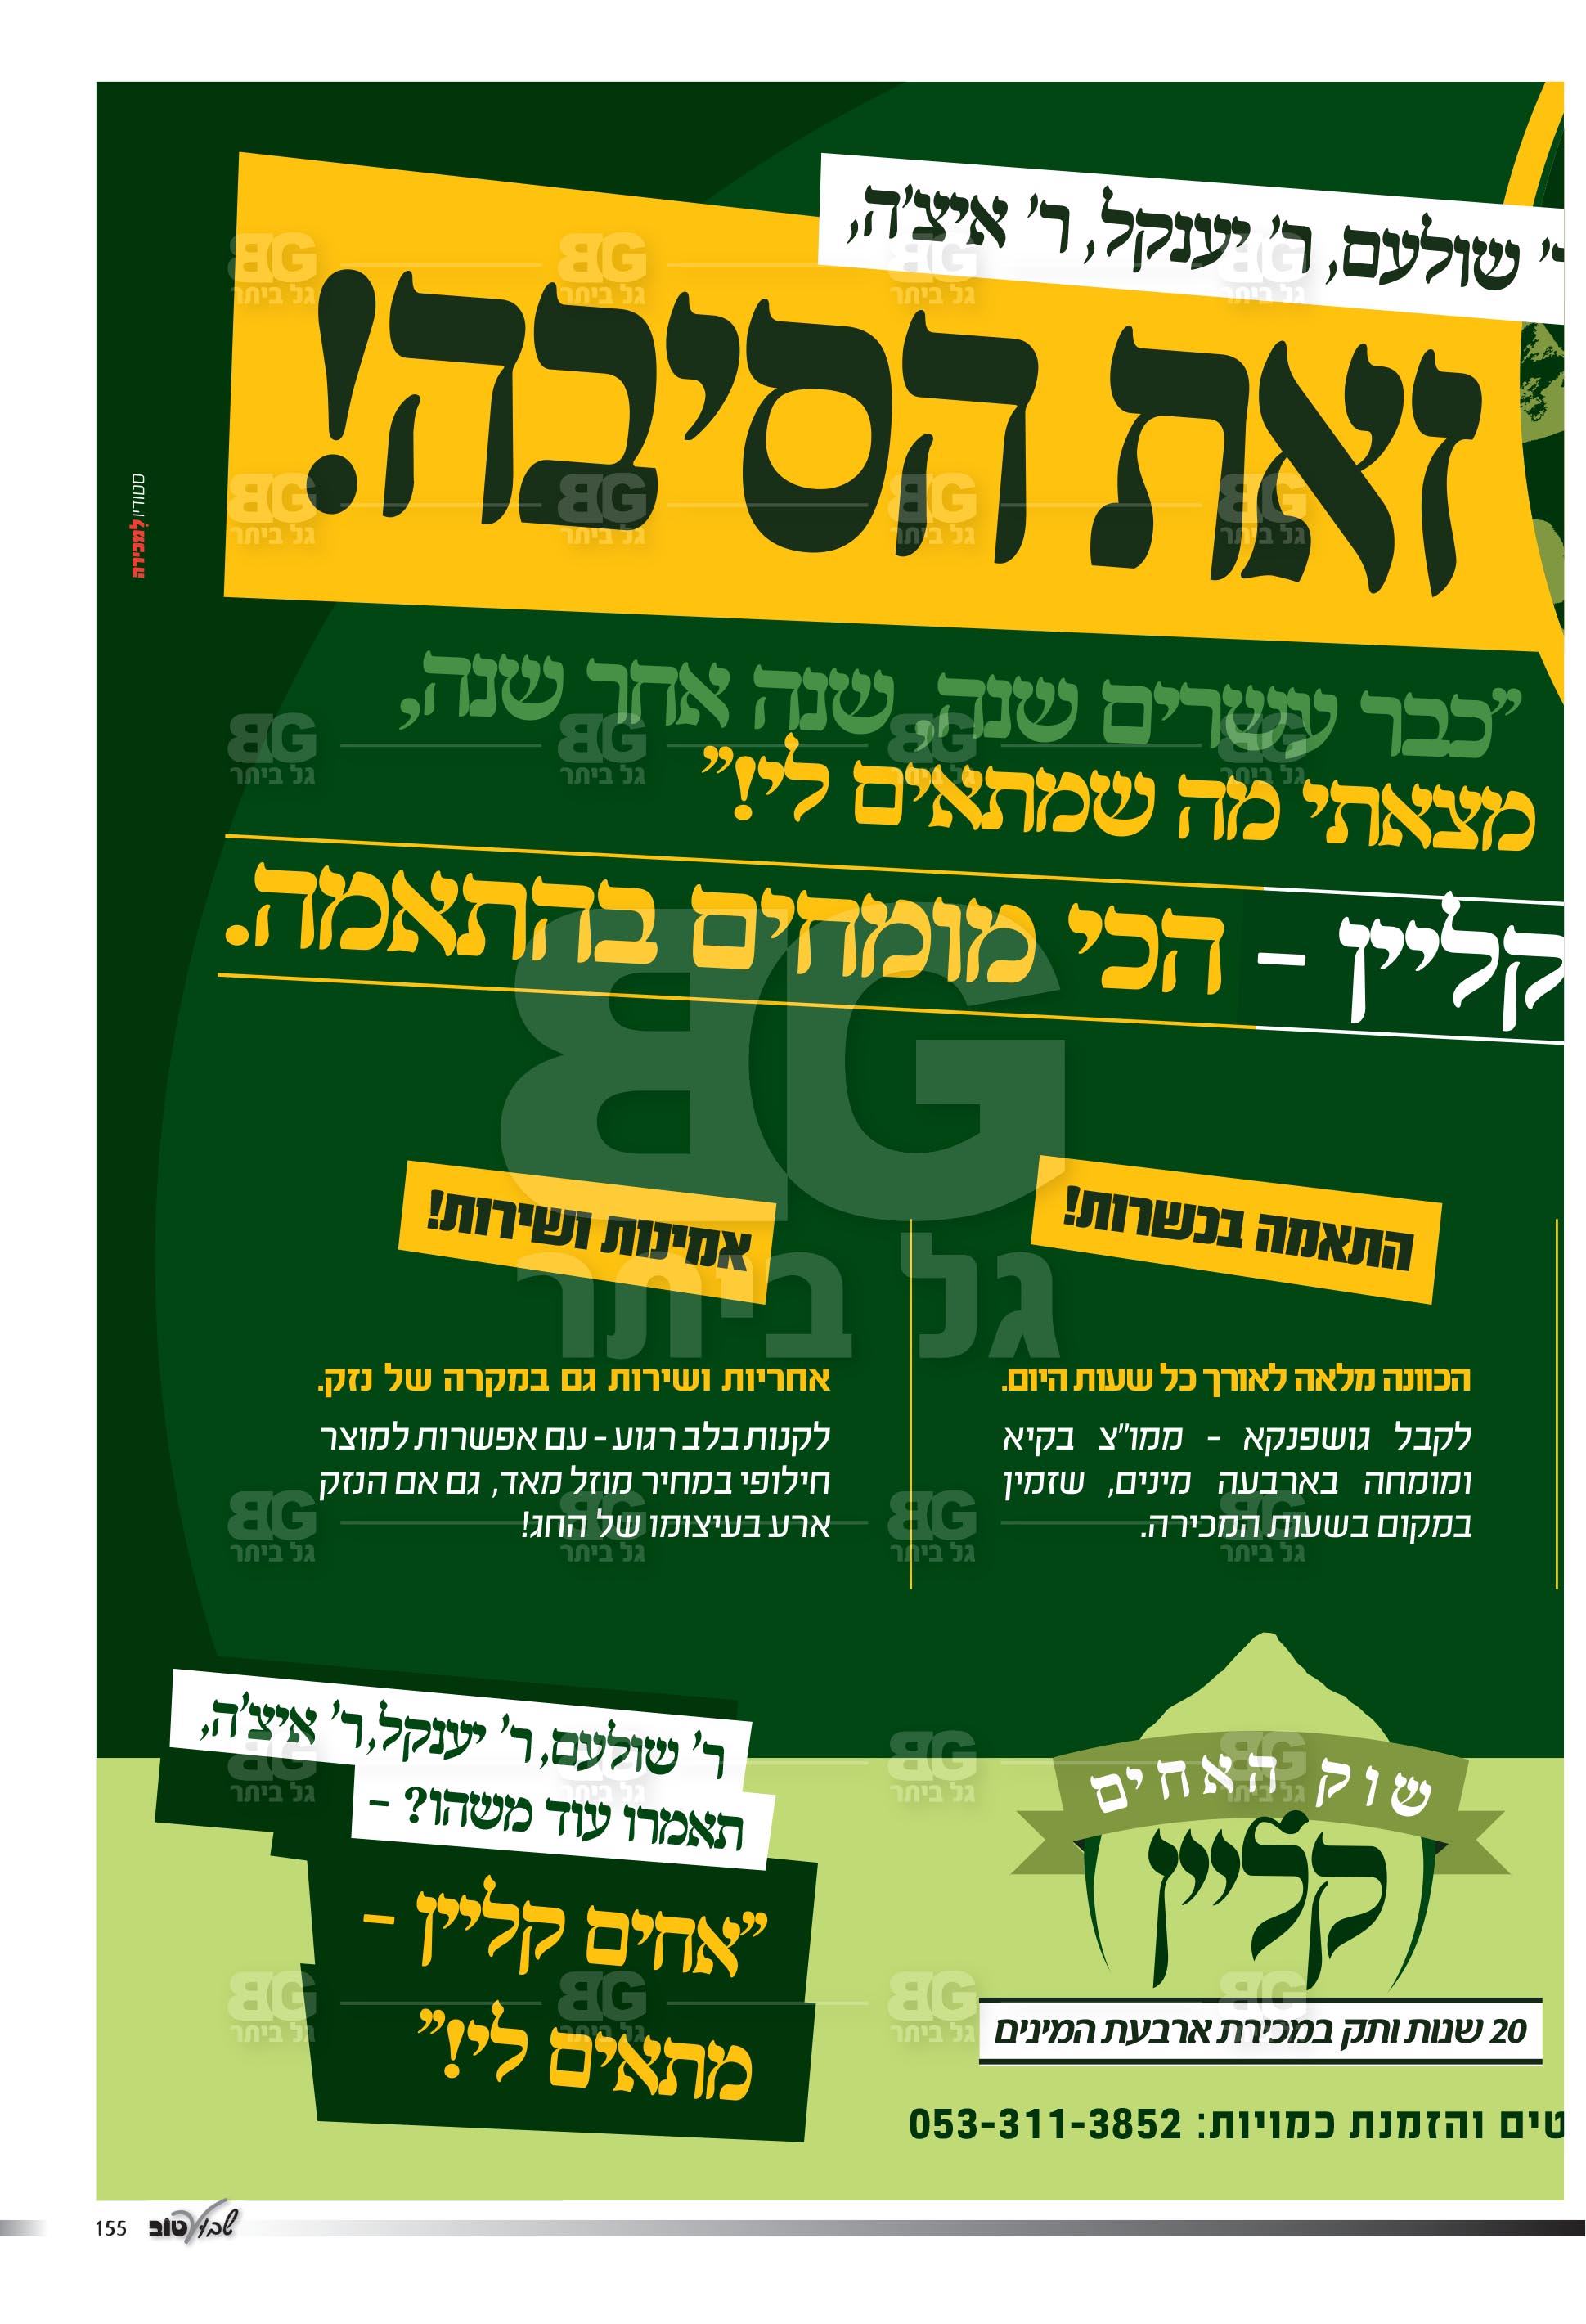 ר' שולעם, ר' יענקל, ר' איצ'ה,
זאת הסיבה!
סטודיו למכירה
"כבר עשרים שנה, שנה אחר שנה,
מצאתי מה שמתאים לי!"
קליין - הכי מומחים בהתאמה.
BG
גל ביתר
התאמה בכשרות!
הכוונה מלאה לאורך כל שעות היום.
לקבל גושפנקא - ממו"צ בקיא
ומומחה בארבעה מינים, שזמין
במקום בשעות המכירה.
אמינות ושירות!
אחריות ושירות גם במקרה של נזק.
לקנות בלב רגוע - עם אפשרות למוצר
חילופי במחיר מוזל מאד, גם אם הנזק
ארע בעיצומו של החג!
שוק האחים
קליין
20 שנות ותק במכירת ארבעת המינים
טים והזמנת כמויות: 053-311-3852
ר' שולעם, ר' יענקל, ר' איצ'ה,
תאמרו עוד משהו? -
"אחים קליין -
מתאים לי!"
155 שבוע טוב